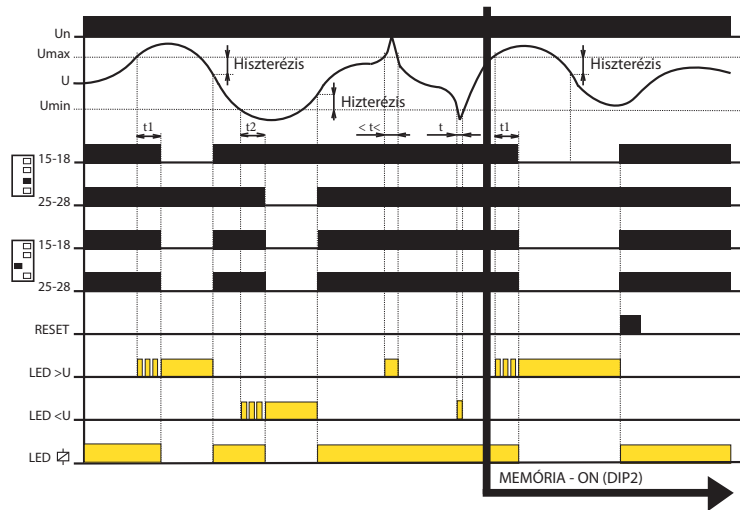 Un
Umax
Hiszterézis
Hiszterézis
U
Umin
Hizterézis
t1
t2
< t<
t
t1
15-18
25-28
15-18
25-28
RESET
LED >U
LED <U
LED
MEMÓRIA - ON (DIP2)